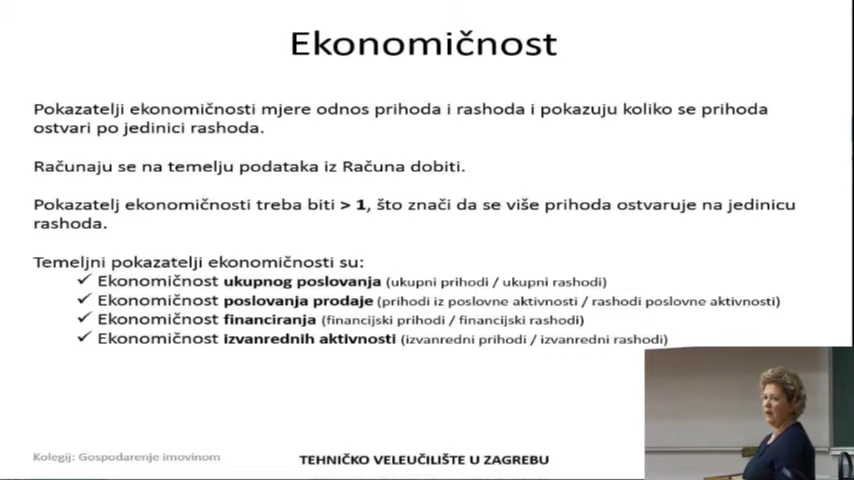 Ekonomičnost
Pokazatelji ekonomičnosti mjere odnos prihoda i rashoda i pokazuju koliko se prihoda
ostvari po jedinici rashoda.
Računaju se na temelju podataka iz Računa dobiti.
Pokazatelj ekonomičnosti treba biti > 1, što znači da se više prihoda ostvaruje na jedinicu
rashoda.
Temeljni pokazatelji ekonomičnosti su:
✓ Ekonomičnost ukupnog poslovanja (ukupni prihodi / ukupni rashodi)
✓ Ekonomičnost poslovanja prodaje (prihodi iz poslovne aktivnosti / rashodi poslovne aktivnosti)
✓ Ekonomičnost financiranja (financijski prihodi / financijski rashodi)
✓ Ekonomičnost izvanrednih aktivnosti (izvanredni prihodi / izvanredni rashodi)
Kolegij: Gospodarenje imovinom
TEHNIČKO VELEUČILIŠTE U ZAGREBU